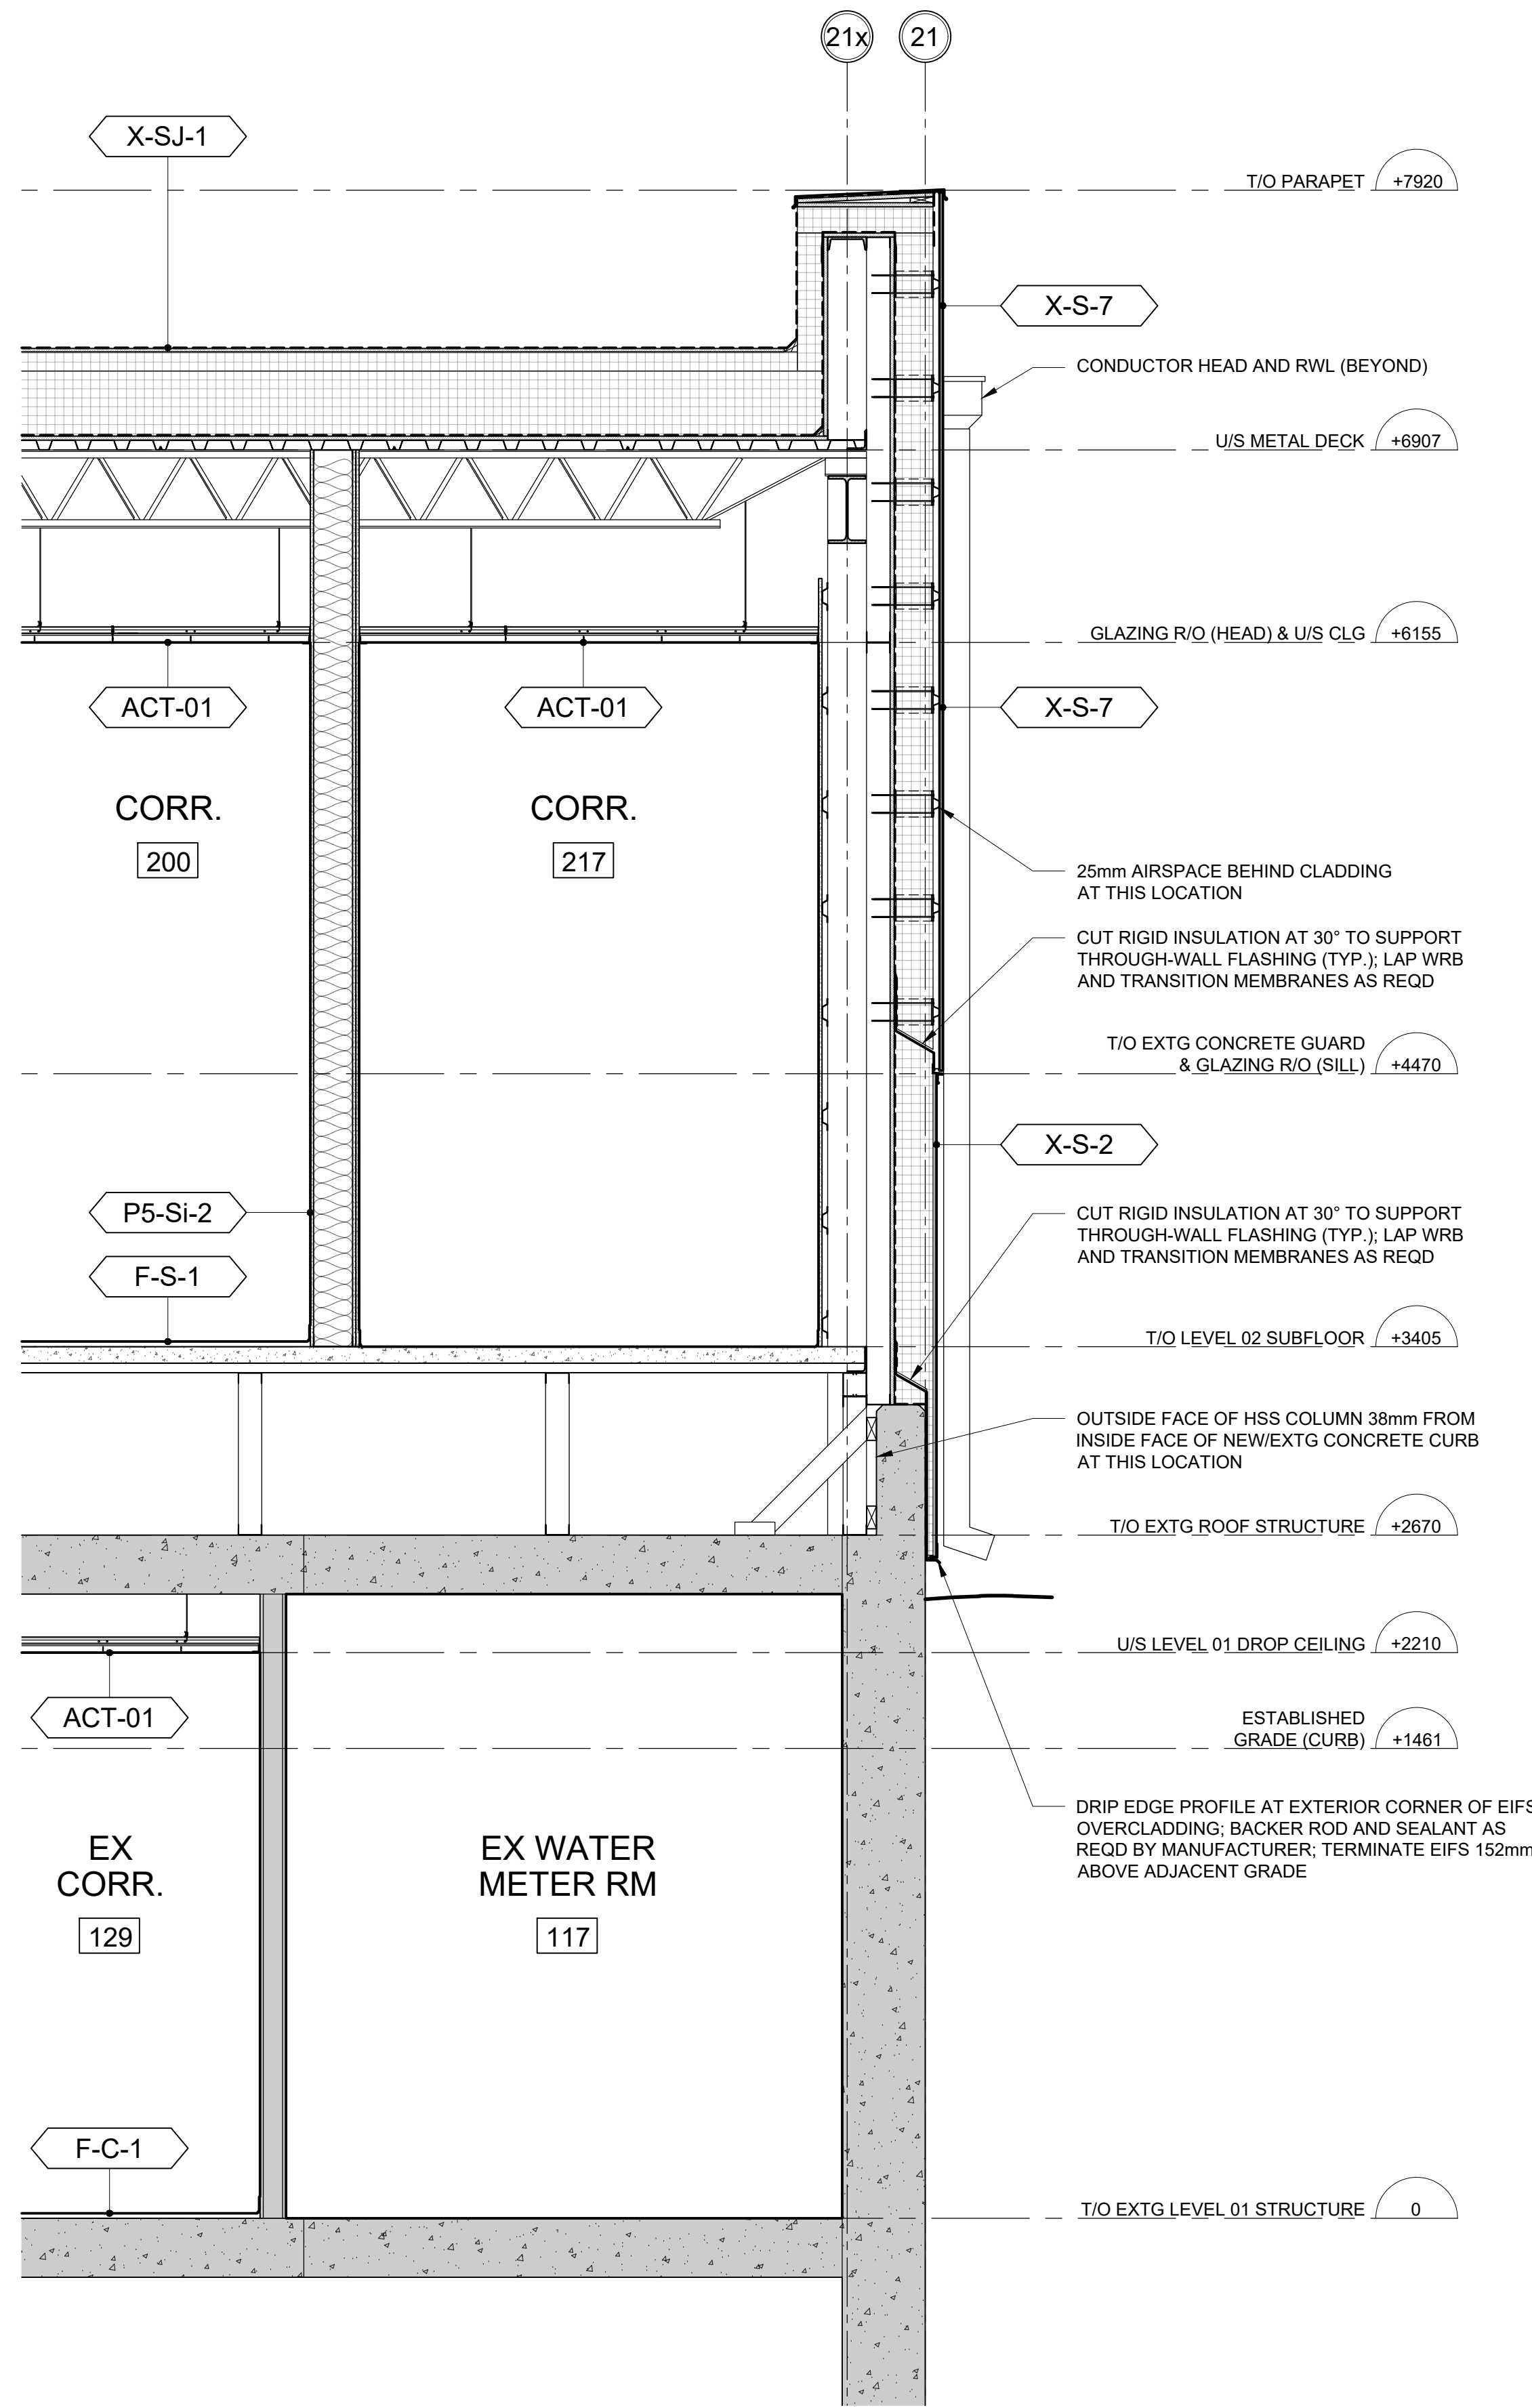 21x
21
X-SJ-1
T/O PARAPET +7920
X-S-7
CONDUCTOR HEAD AND RWL (BEYOND)
U/S METAL DECK +6907
GLAZING R/O (HEAD) & U/S CLG +6155
ACT-01
ACT-01
X-S-7
CORR.
200
CORR.
217
25mm AIRSPACE BEHIND CLADDING
AT THIS LOCATION
CUT RIGID INSULATION AT 30° TO SUPPORT
THROUGH-WALL FLASHING (TYP.); LAP WRB
AND TRANSITION MEMBRANES AS REQD
T/O EXTG CONCRETE GUARD
& GLAZING R/O (SILL) +4470
X-S-2
P5-Si-2
CUT RIGID INSULATION AT 30° TO SUPPORT
THROUGH-WALL FLASHING (TYP.); LAP WRB
AND TRANSITION MEMBRANES AS REQD
F-S-1
T/O LEVEL 02 SUBFLOOR +3405
OUTSIDE FACE OF HSS COLUMN 38mm FROM
INSIDE FACE OF NEW/EXTG CONCRETE CURB
AT THIS LOCATION
T/O EXTG ROOF STRUCTURE +2670
U/S LEVEL 01 DROP CEILING +2210
ACT-01
ESTABLISHED
GRADE (CURB) +1461
DRIP EDGE PROFILE AT EXTERIOR CORNER OF EIFS
OVERCLADDING; BACKER ROD AND SEALANT AS
REQD BY MANUFACTURER; TERMINATE EIFS 152mm
ABOVE ADJACENT GRADE
EX
CORR.
129
EX WATER
METER RM
117
F-C-1
T/O EXTG LEVEL 01 STRUCTURE 0